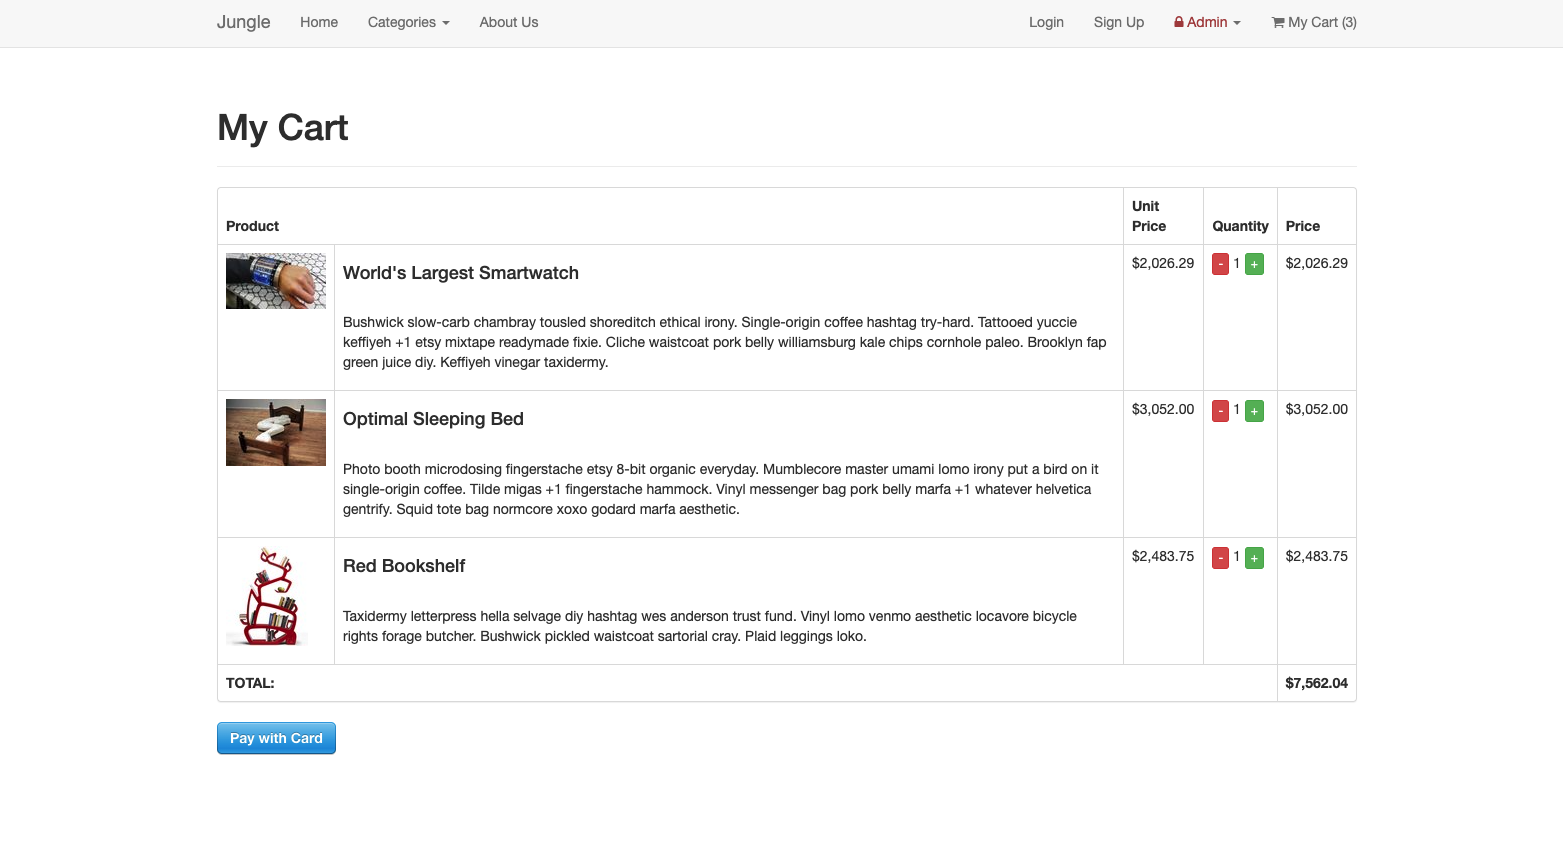 Jungle Home Categories About Us Login Sign Up Admin My Cart (3)
My Cart
Product Unit Price Quantity Price
World's Largest Smartwatch $2,026.29 - 1 + $2,026.29
Bushwick slow-carb chambray tousled shoreditch ethical irony. Single-origin coffee hashtag try-hard. Tattooed yuccie
keffiyeh +1 etsy mixtape readymade fixie. Cliche waistcoat pork belly williamsburg kale chips cornhole paleo. Brooklyn fap
green juice diy. Keffiyeh vinegar taxidermy.
Optimal Sleeping Bed $3,052.00 - 1 + $3,052.00
Photo booth microdosing fingerstache etsy 8-bit organic everyday. Mumblecore master umami lomo irony put a bird on it
single-origin coffee. Tilde migas +1 fingerstache hammock. Vinyl messenger bag pork belly marfa +1 whatever helvetica
gentrify. Squid tote bag normcore xoxo godard marfa aesthetic.
Red Bookshelf $2,483.75 - 1 + $2,483.75
Taxidermy letterpress hella selvage diy hashtag wes anderson trust fund. Vinyl lomo venmo aesthetic locavore bicycle
rights forage butcher. Bushwick pickled waistcoat sartorial cray. Plaid leggings loko.
TOTAL: $7,562.04
Pay with Card